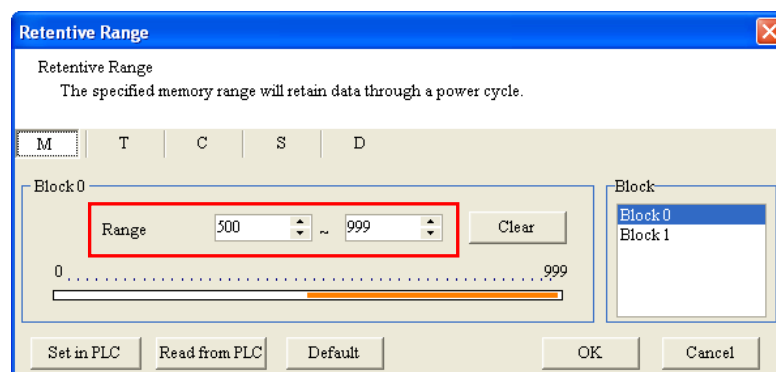 Retentive Range
Retentive Range
The specified memory range will retain data through a power cycle.
M T C S D
Block 0
Range 500 ~ 999 Clear
0 999
Block
Block 0
Block 1
Set in PLC Read from PLC Default OK Cancel